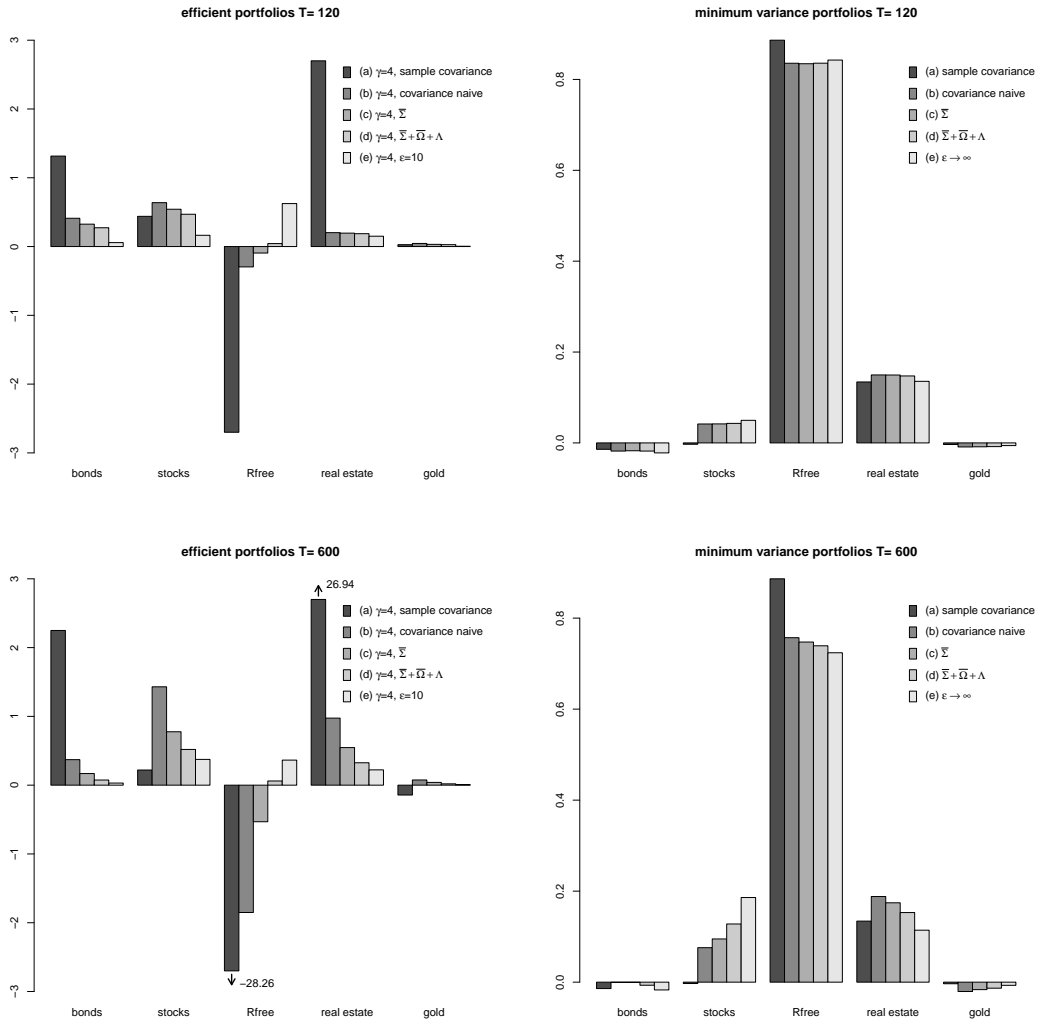 efficient portfolios T= 120
3
2
1
0
−1
−2
−3
(a) γ=4, sample covariance
(b) γ=4, covariance naive
(c) γ=4, Σ̅
(d) γ=4, Σ̅+Ω̅+Λ
(e) γ=4, ε=10
bonds stocks Rfree real estate gold
minimum variance portfolios T= 120
0.8
0.6
0.4
0.2
0.0
(a) sample covariance
(b) covariance naive
(c) Σ̅
(d) Σ̅+Ω̅+Λ
(e) ε → ∞
bonds stocks Rfree real estate gold
efficient portfolios T= 600
3
2
1
0
−1
−2
−3
26.94
(a) γ=4, sample covariance
(b) γ=4, covariance naive
(c) γ=4, Σ̅
(d) γ=4, Σ̅+Ω̅+Λ
(e) γ=4, ε=10
−28.26
bonds stocks Rfree real estate gold
minimum variance portfolios T= 600
0.8
0.6
0.4
0.2
0.0
(a) sample covariance
(b) covariance naive
(c) Σ̅
(d) Σ̅+Ω̅+Λ
(e) ε → ∞
bonds stocks Rfree real estate gold